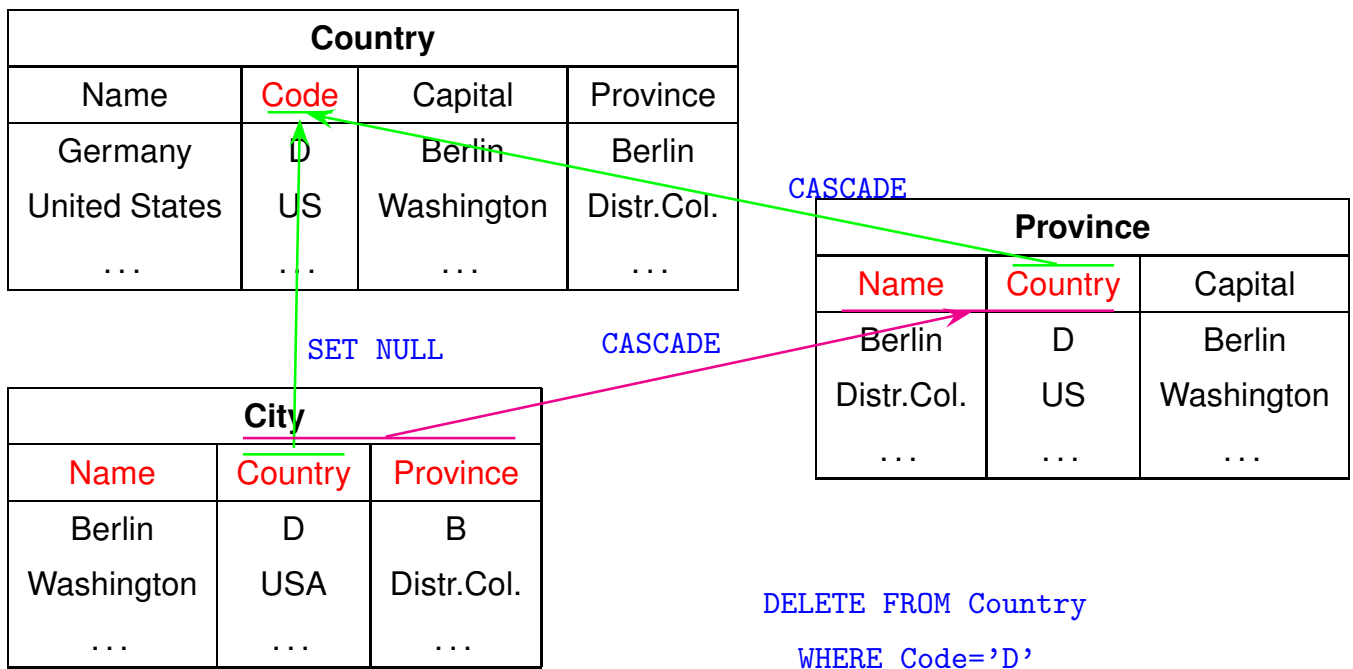 Country
Name Code Capital Province
Germany D Berlin Berlin
United States US Washington Distr.Col.
. . . . . . . . . . . .
CASCADE
Province
Name Country Capital
Berlin D Berlin
Distr.Col. US Washington
. . . . . . . . .
SET NULL
CASCADE
City
Name Country Province
Berlin D B
Washington USA Distr.Col.
. . . . . . . . .
DELETE FROM Country
WHERE Code=’D’